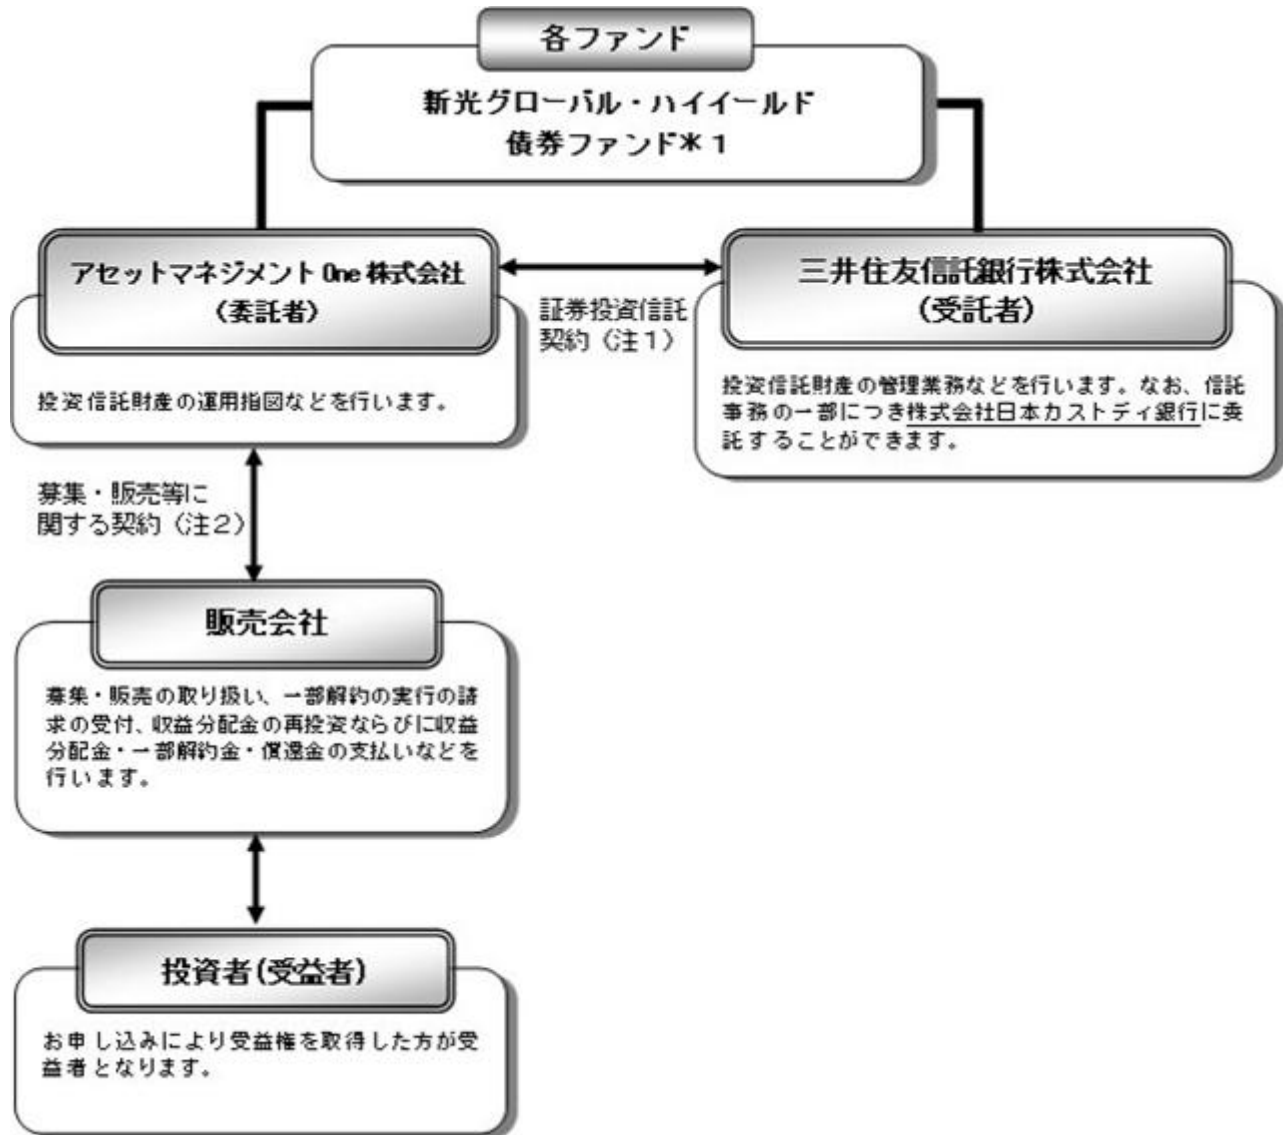 各ファンド
新光グローバル・ハイイールド
債券ファンド＊１
アセットマネジメントOne株式会社
（委託者）
投資信託財産の運用指図などを行います。
証券投資信託
契約（注１）
三井住友信託銀行株式会社
（受託者）
投資信託財産の管理業務などを行います。なお、信託
事務の一部につき株式会社日本カストディ銀行に委
託することができます。
募集・販売等に
関する契約（注２）
販売会社
募集・販売の取り扱い、一部解約の実行の請
求の受付、収益分配金の再投資ならびに収益
分配金・一部解約金・償還金の支払いなどを
行います。
投資者（受益者）
お申し込みにより受益権を取得した方が受
益者となります。